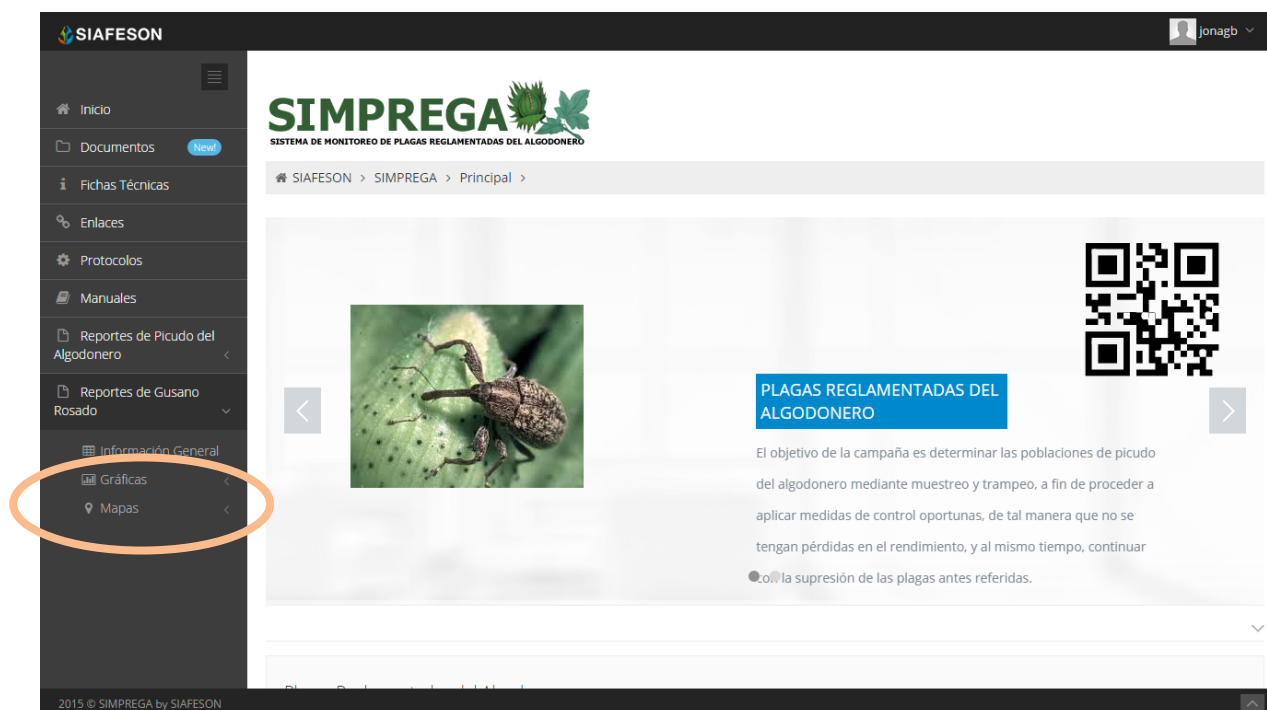 SIAFESON
jonagb
Inicio
Documentos New!
Fichas Técnicas
Enlaces
Protocolos
Manuales
Reportes de Picudo del
Algodonero
Reportes de Gusano
Rosado
Información General
Gráficas
Mapas
SIMPREGA
SISTEMA DE MONITOREO DE PLAGAS REGLAMENTADAS DEL ALGODONERO
SIAFESON > SIMPREGA > Principal >
PLAGAS REGLAMENTADAS DEL
ALGODONERO
El objetivo de la campaña es determinar las poblaciones de picudo
del algodonero mediante muestreo y trampeo, a fin de proceder a
aplicar medidas de control oportunas, de tal manera que no se
tengan pérdidas en el rendimiento, y al mismo tiempo, continuar
con la supresión de las plagas antes referidas.
2015 © SIMPREGA by SIAFESON